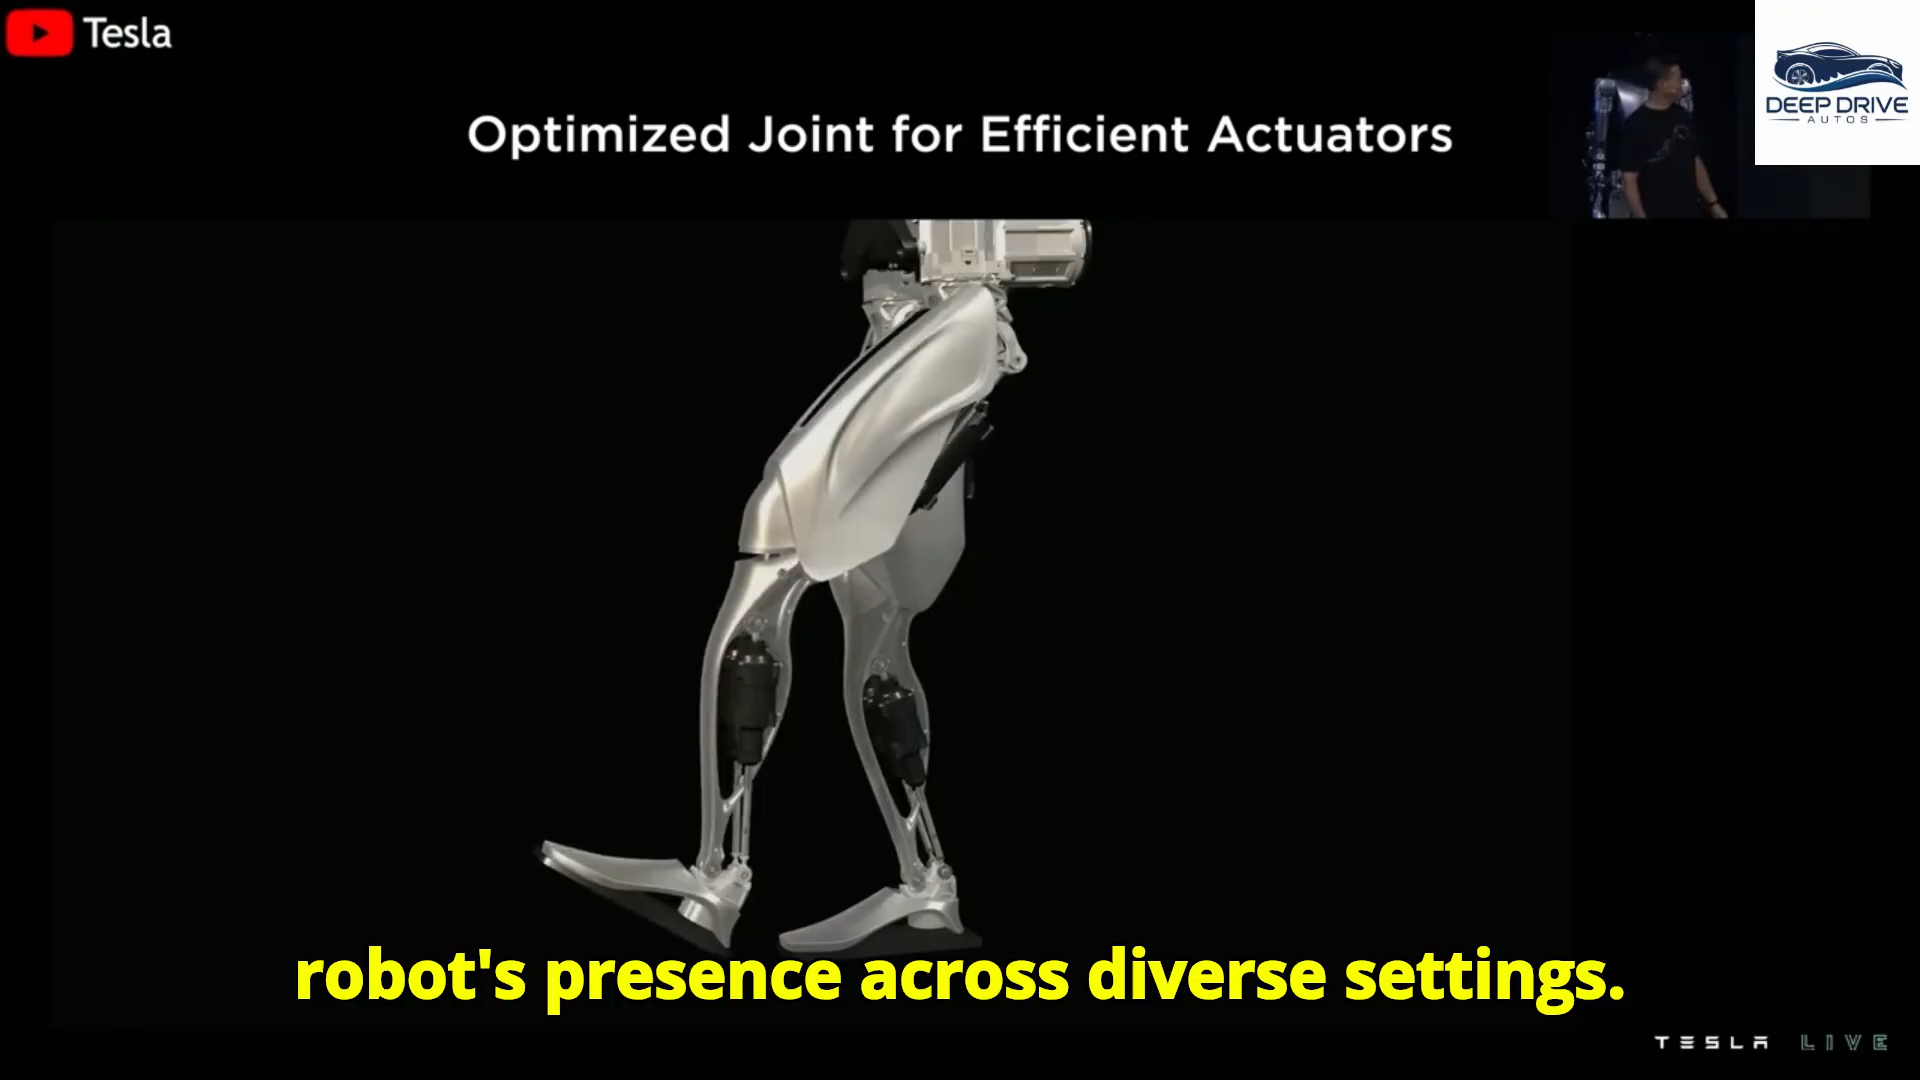 Tesla
DEEP DRIVE
AUTOS
Optimized Joint for Efficient Actuators
robot's presence across diverse settings.
TESLA LIVE